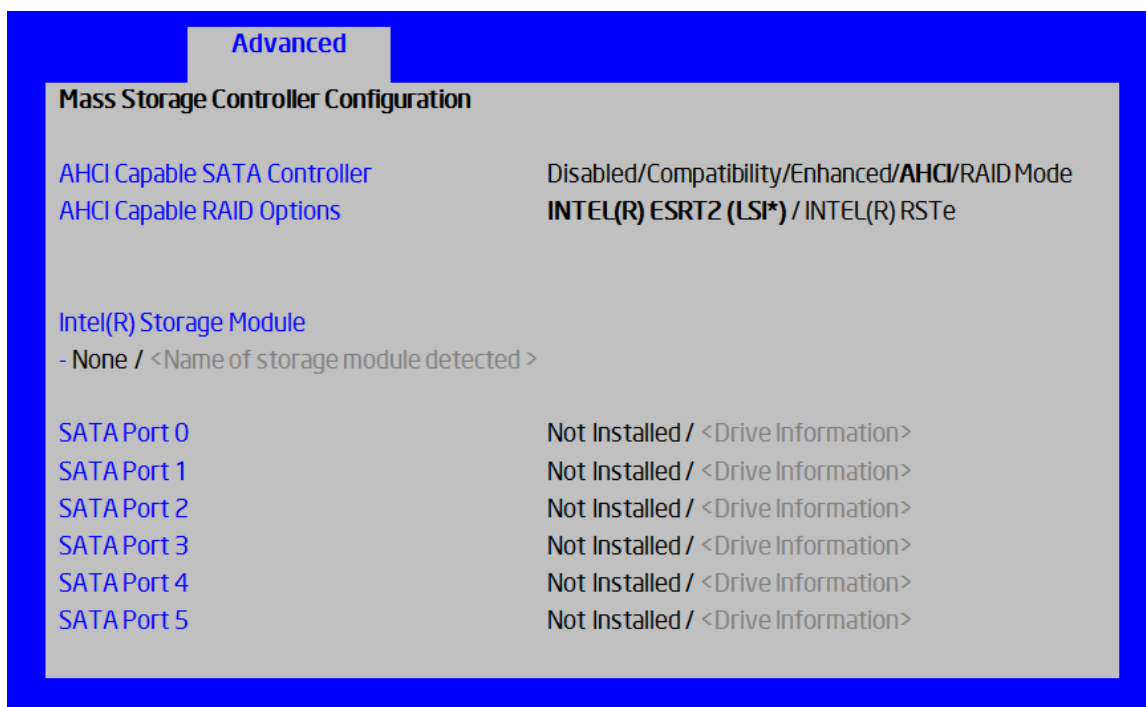 Advanced
Mass Storage Controller Configuration
AHCI Capable SATA Controller Disabled/Compatibility/Enhanced/AHCI/RAID Mode
AHCI Capable RAID Options INTEL(R) ESRT2 (LSI*) / INTEL(R) RSTe
Intel(R) Storage Module
- None / <Name of storage module detected >
SATA Port 0 Not Installed / <Drive Information>
SATA Port 1 Not Installed / <Drive Information>
SATA Port 2 Not Installed / <Drive Information>
SATA Port 3 Not Installed / <Drive Information>
SATA Port 4 Not Installed / <Drive Information>
SATA Port 5 Not Installed / <Drive Information>